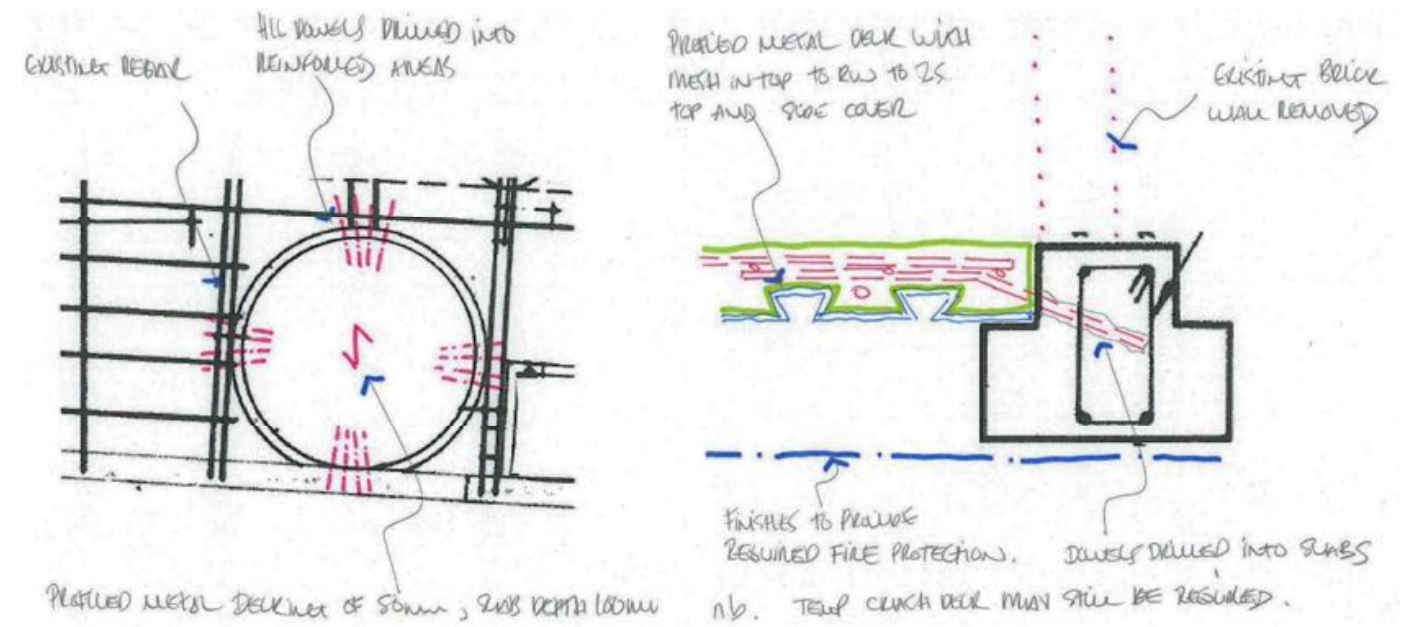 EXISTING REBAR
ALL DOWELS DRILLED INTO
REINFORCED AREAS
PROFILED METAL DECKING OF 50mm, SLAB DEPTH 100mm
PROFILED METAL DECK WITH
MESH IN TOP TO RUN TO 25
TOP AND SIDE COVER
EXISTING BRICK
WALL REMOVED
FINISHES TO PROVIDE
REQUIRED FIRE PROTECTION.
DOWELS DRILLED INTO SLABS
nb. TEMP CRASH DECK MAY STILL BE REQUIRED.